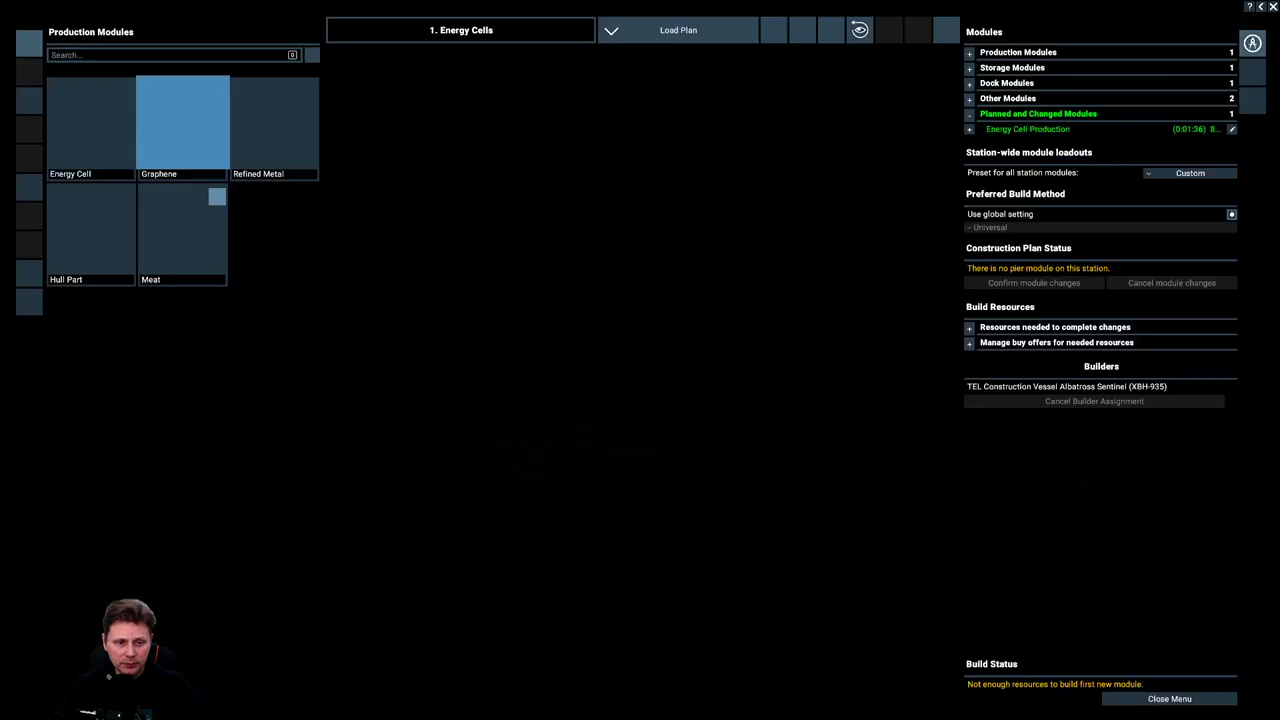 Production Modules
Search...
Q
Energy Cell
Graphene
Refined Metal
Hull Part
Meat
1. Energy Cells
Load Plan
Modules
Production Modules 1
Storage Modules 1
Dock Modules 1
Other Modules 2
Planned and Changed Modules 1
Energy Cell Production (0:01:36) 8...
Station-wide module loadouts
Preset for all station modules: Custom
Preferred Build Method
Use global setting
Universal
Construction Plan Status
There is no pier module on this station.
Confirm module changes Cancel module changes
Build Resources
Resources needed to complete changes
Manage buy offers for needed resources
Builders
TEL Construction Vessel Albatross Sentinel (XBH-935)
Cancel Builder Assignment
Build Status
Not enough resources to build first new module.
Close Menu